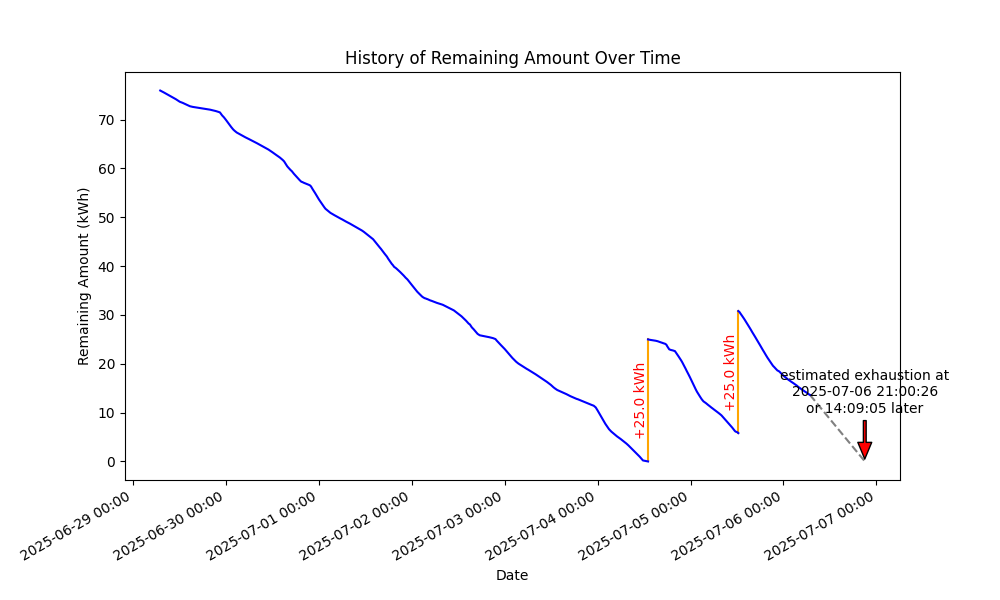 History of Remaining Amount Over Time
Remaining Amount (kWh)
70
60
50
40
30
20
10
0
+25.0 kWh
+25.0 kWh
estimated exhaustion at
2025-07-06 21:00:26
or 14:09:05 later
2025-06-29 00:00
2025-06-30 00:00
2025-07-01 00:00
2025-07-02 00:00
2025-07-03 00:00
2025-07-04 00:00
2025-07-05 00:00
2025-07-06 00:00
2025-07-07 00:00
Date